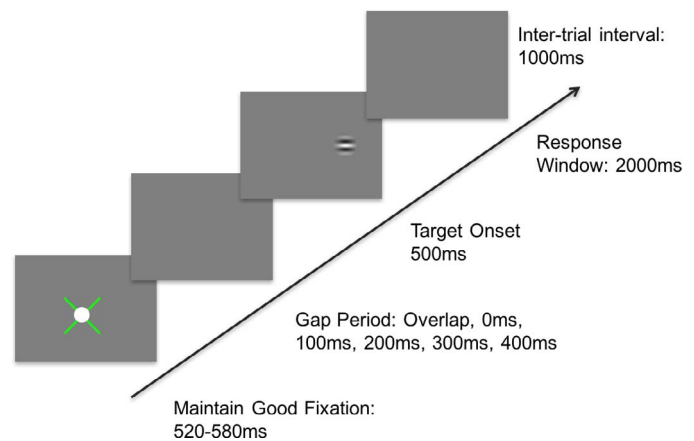 Inter-trial interval:
1000ms
Response
Window: 2000ms
Target Onset
500ms
Gap Period: Overlap, 0ms,
100ms, 200ms, 300ms, 400ms
Maintain Good Fixation:
520-580ms